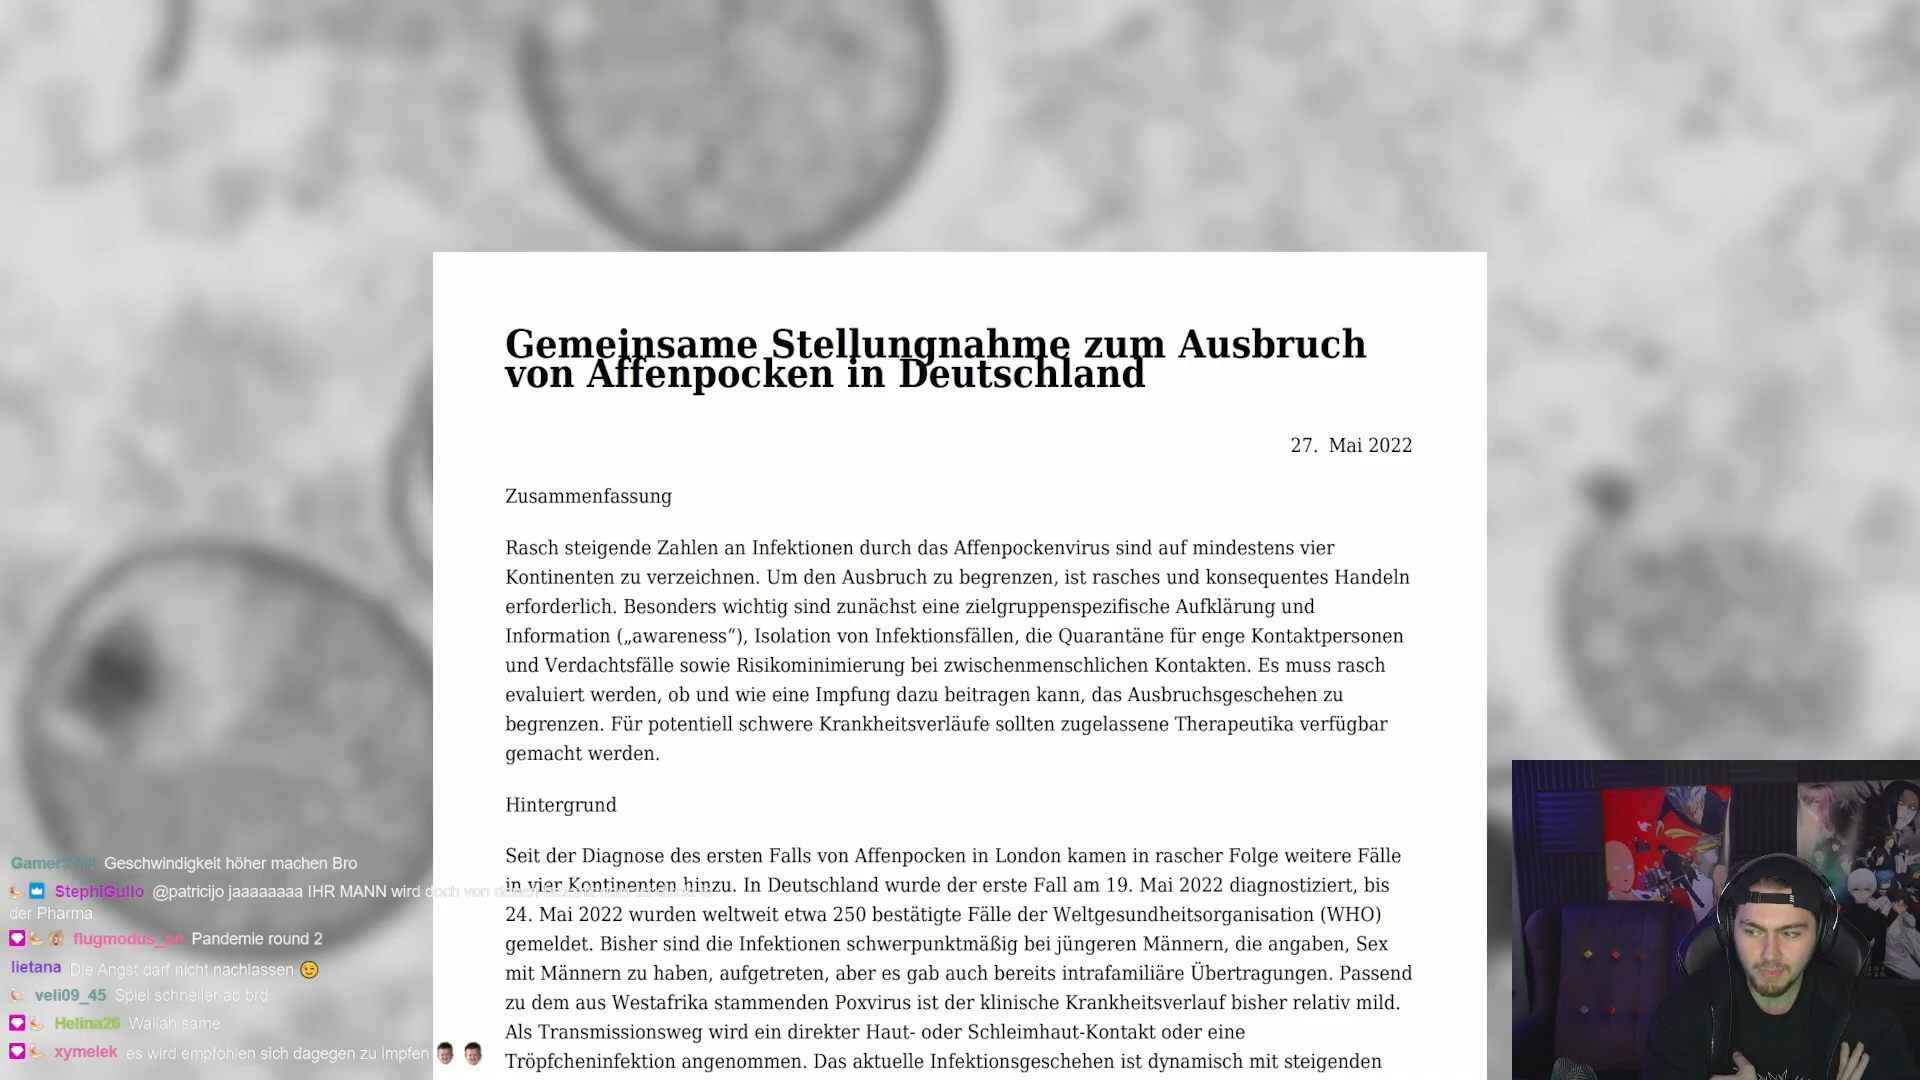 Gemeinsame Stellungnahme zum Ausbruch
von Affenpocken in Deutschland
27. Mai 2022
Zusammenfassung
Rasch steigende Zahlen an Infektionen durch das Affenpockenvirus sind auf mindestens vier
Kontinenten zu verzeichnen. Um den Ausbruch zu begrenzen, ist rasches und konsequentes Handeln
erforderlich. Besonders wichtig sind zunächst eine zielgruppenspezifische Aufklärung und
Information („awareness“), Isolation von Infektionsfällen, die Quarantäne für enge Kontaktpersonen
und Verdachtsfälle sowie Risikominimierung bei zwischenmenschlichen Kontakten. Es muss rasch
evaluiert werden, ob und wie eine Impfung dazu beitragen kann, das Ausbruchsgeschehen zu
begrenzen. Für potentiell schwere Krankheitsverläufe sollten zugelassene Therapeutika verfügbar
gemacht werden.
Hintergrund
Seit der Diagnose des ersten Falls von Affenpocken in London kamen in rascher Folge weitere Fälle
in vier Kontinenten hinzu. In Deutschland wurde der erste Fall am 19. Mai 2022 diagnostiziert, bis
24. Mai 2022 wurden weltweit etwa 250 bestätigte Fälle der Weltgesundheitsorganisation (WHO)
gemeldet. Bisher sind die Infektionen schwerpunktmäßig bei jüngeren Männern, die angaben, Sex
mit Männern zu haben, aufgetreten, aber es gab auch bereits intrafamiliäre Übertragungen. Passend
zu dem aus Westafrika stammenden Poxvirus ist der klinische Krankheitsverlauf bisher relativ mild.
Als Transmissionsweg wird ein direkter Haut- oder Schleimhaut-Kontakt oder eine
Tröpfcheninfektion angenommen. Das aktuelle Infektionsgeschehen ist dynamisch mit steigenden
Geschwindigkeit höher machen Bro
StephiGullo @patricijo jaaaaaaaa IHR MANN wird doch von
der Pharma
Pandemie round 2
lietana Die Angst darf nicht nachlassen
veli09_45 Spiel schneller ab brd
Helina26 Wallah same
xymelek es wird empfohlen sich dagegen zu impfen